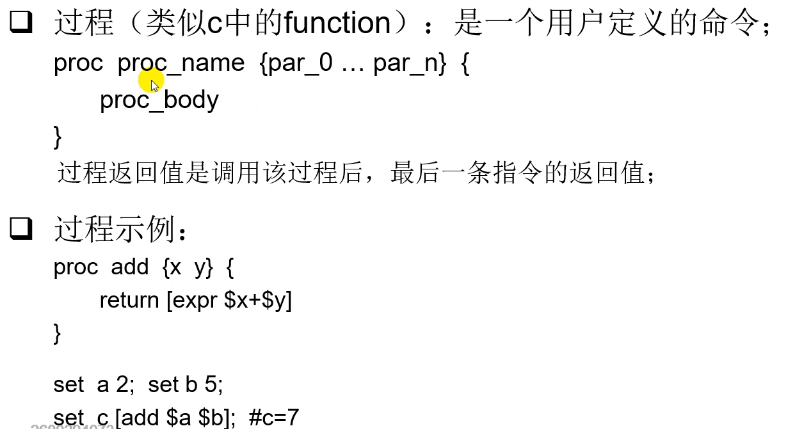 过程（类似c中的function）：是一个用户定义的命令；
proc proc_name {par_0 … par_n} {
proc_body
}
过程返回值是调用该过程后，最后一条指令的返回值；
过程示例：
proc add {x y} {
return [expr $x+$y]
}
set a 2; set b 5;
set c [add $a $b]; #c=7